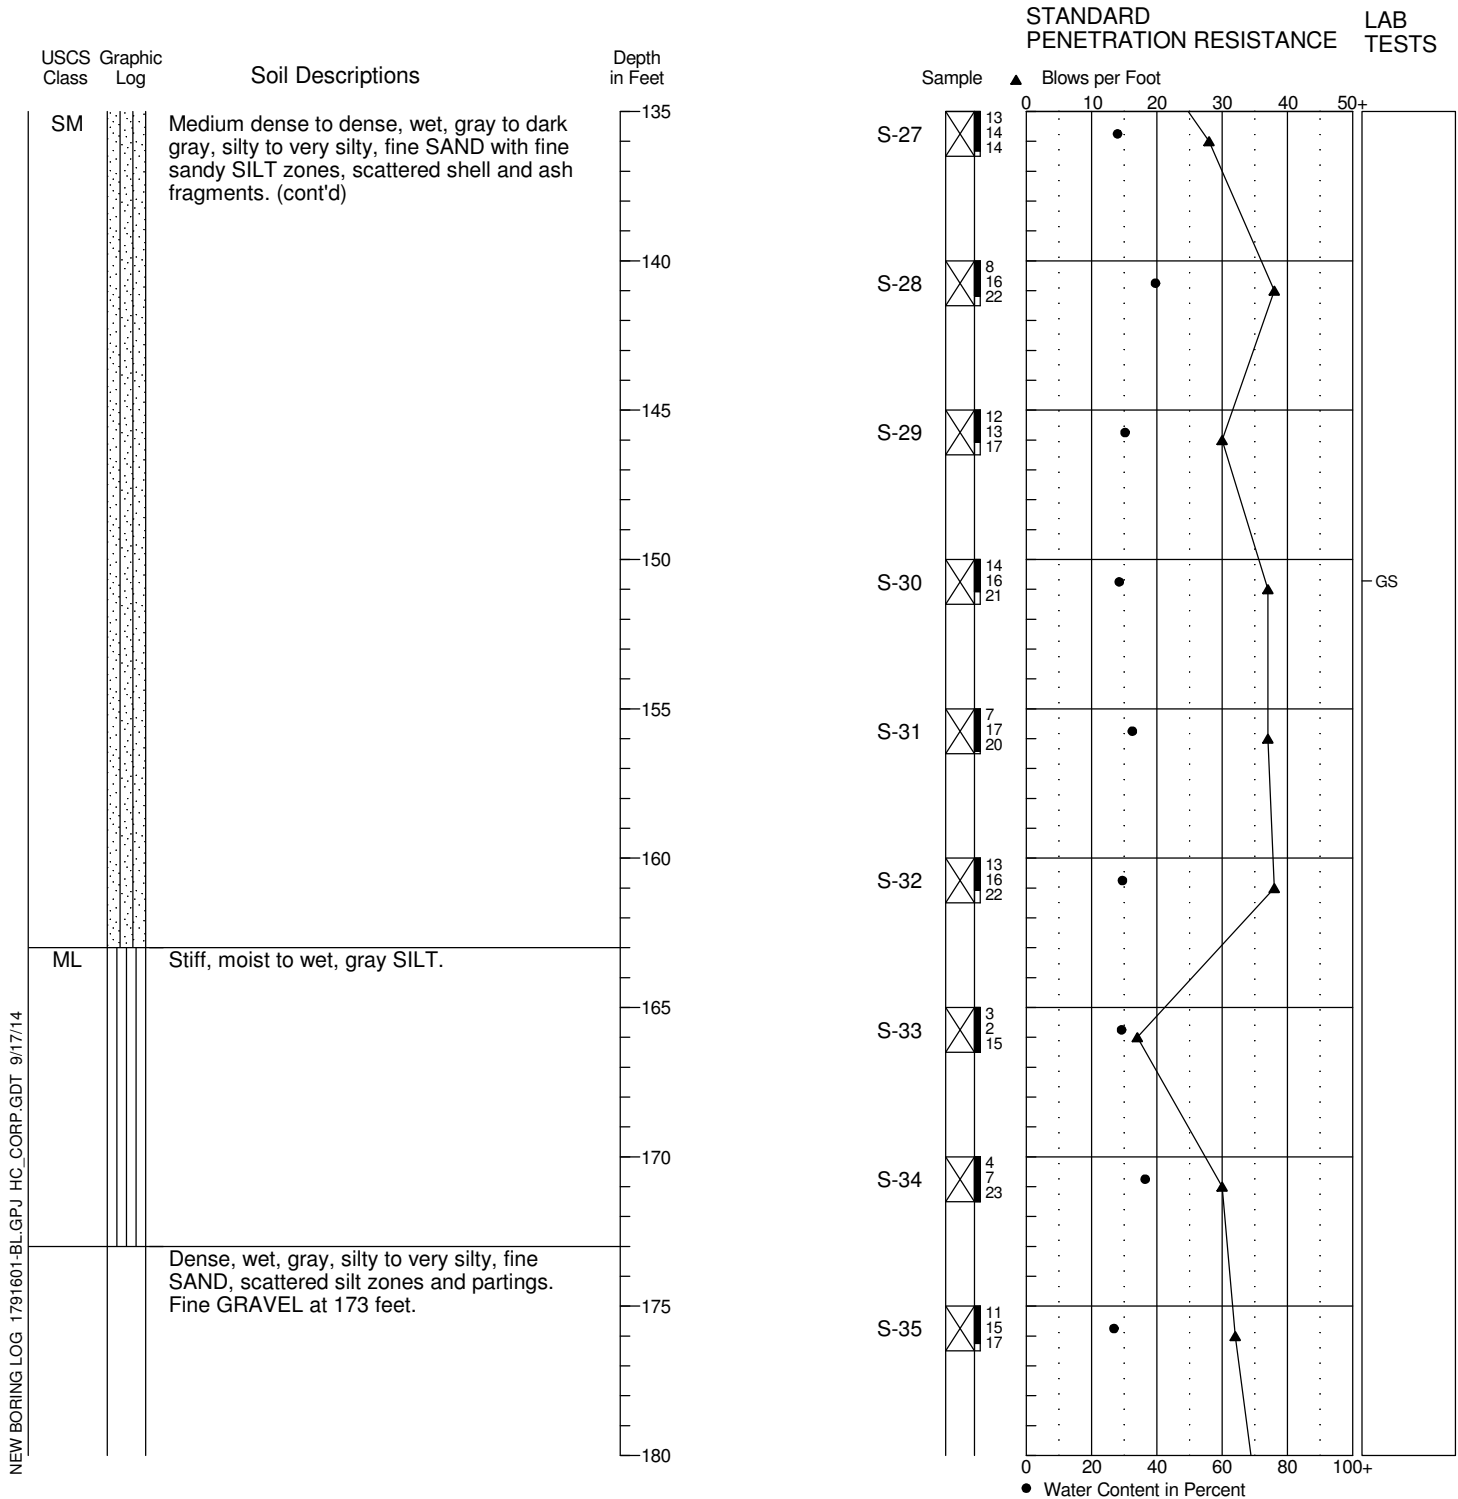 STANDARD
PENETRATION RESISTANCE
LAB
TESTS
USCS Class
Graphic Log
Soil Descriptions
Depth in Feet
Sample
▲ Blows per Foot
0 10 20 30 40 50+
SM
Medium dense to dense, wet, gray to dark
gray, silty to very silty, fine SAND with fine
sandy SILT zones, scattered shell and ash
fragments. (cont'd)
135
S-27
13
14
14
140
S-28
8
16
22
145
S-29
12
13
17
150
S-30
14
16
21
GS
155
S-31
7
17
20
160
S-32
13
16
22
ML
Stiff, moist to wet, gray SILT.
165
S-33
3
2
15
170
S-34
4
7
23
Dense, wet, gray, silty to very silty, fine
SAND, scattered silt zones and partings.
Fine GRAVEL at 173 feet.
175
S-35
11
15
17
180
0 20 40 60 80 100+
● Water Content in Percent
NEW BORING LOG 1791601-BL.GPJ HC_CORP.GDT 9/17/14